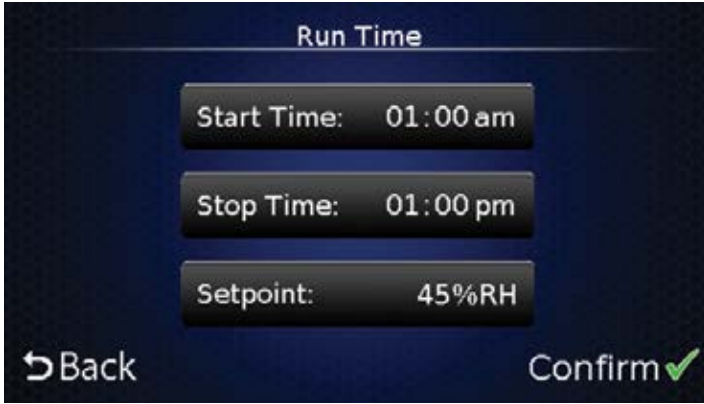 Run Time
Start Time: 01:00 am
Stop Time: 01:00 pm
Setpoint: 45%RH
Back Confirm